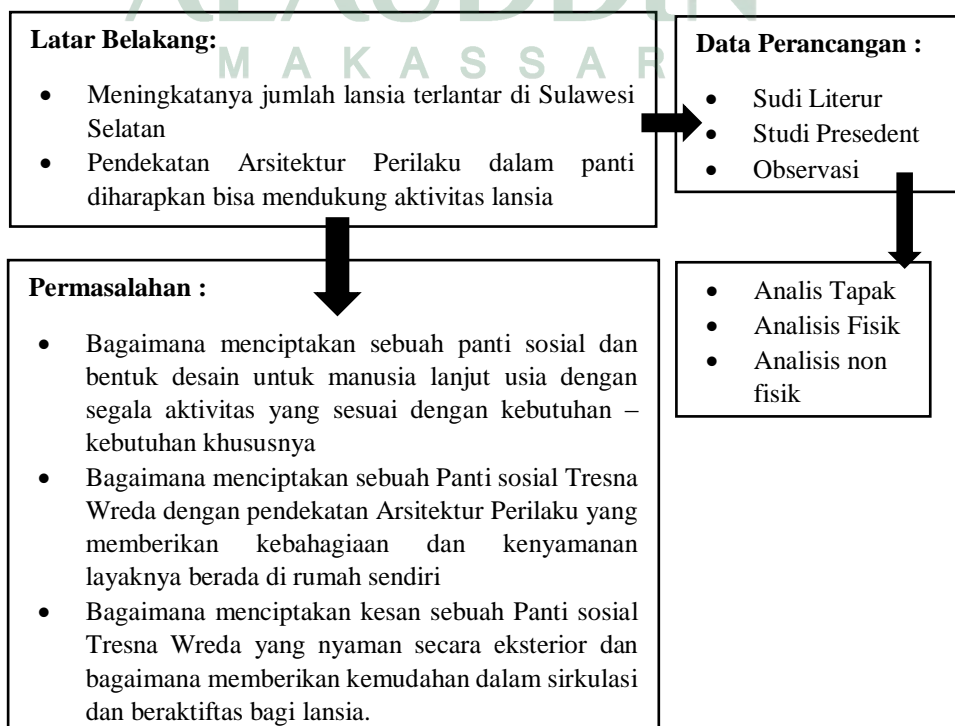 ALAUDDIN
MAKASSAR
Latar Belakang:
• Meningkatanya jumlah lansia terlantar di Sulawesi
Selatan
• Pendekatan Arsitektur Perilaku dalam panti
diharapkan bisa mendukung aktivitas lansia
Data Perancangan :
• Sudi Literur
• Studi Presedent
• Observasi
Permasalahan :
• Bagaimana menciptakan sebuah panti sosial dan
bentuk desain untuk manusia lanjut usia dengan
segala aktivitas yang sesuai dengan kebutuhan –
kebutuhan khususnya
• Bagaimana menciptakan sebuah Panti sosial Tresna
Wreda dengan pendekatan Arsitektur Perilaku yang
memberikan kebahagiaan dan kenyamanan
layaknya berada di rumah sendiri
• Bagaimana menciptakan kesan sebuah Panti sosial
Tresna Wreda yang nyaman secara eksterior dan
bagaimana memberikan kemudahan dalam sirkulasi
dan beraktiftas bagi lansia.
• Analis Tapak
• Analisis Fisik
• Analisis non
fisik